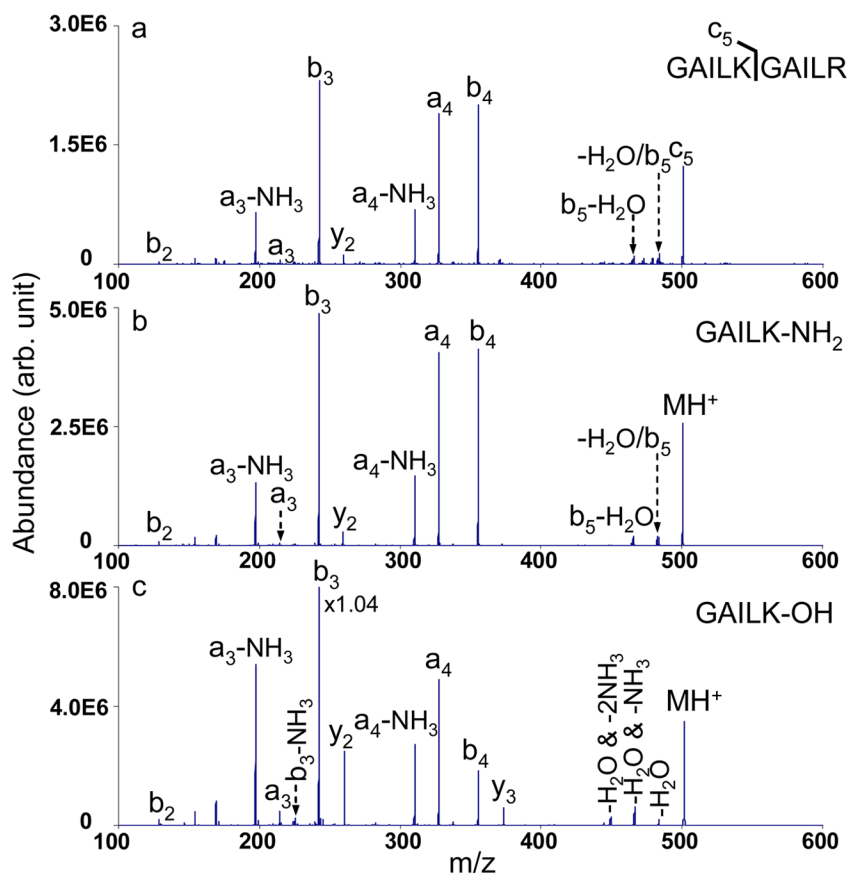 a
3.0E6
1.5E6
0
c₅
GAILK|GAILR
b₂
a₃-NH₃
a₃
b₃
y₂
a₄-NH₃
a₄
b₄
b₅-H₂O
-H₂O/b₅
c₅
100 200 300 400 500 600
b
5.0E6
2.5E6
0
GAILK-NH₂
b₂
a₃-NH₃
a₃
b₃
y₂
a₄-NH₃
a₄
b₄
b₅-H₂O
-H₂O/b₅
MH⁺
100 200 300 400 500 600
c
8.0E6
4.0E6
0
GAILK-OH
b₂
a₃-NH₃
a₃
b₃-NH₃
b₃
x1.04
y₂
a₄-NH₃
a₄
b₄
y₃
-H₂O & -2NH₃
-H₂O & -NH₃
-H₂O
MH⁺
100 200 300 400 500 600
m/z
Abundance (arb. unit)